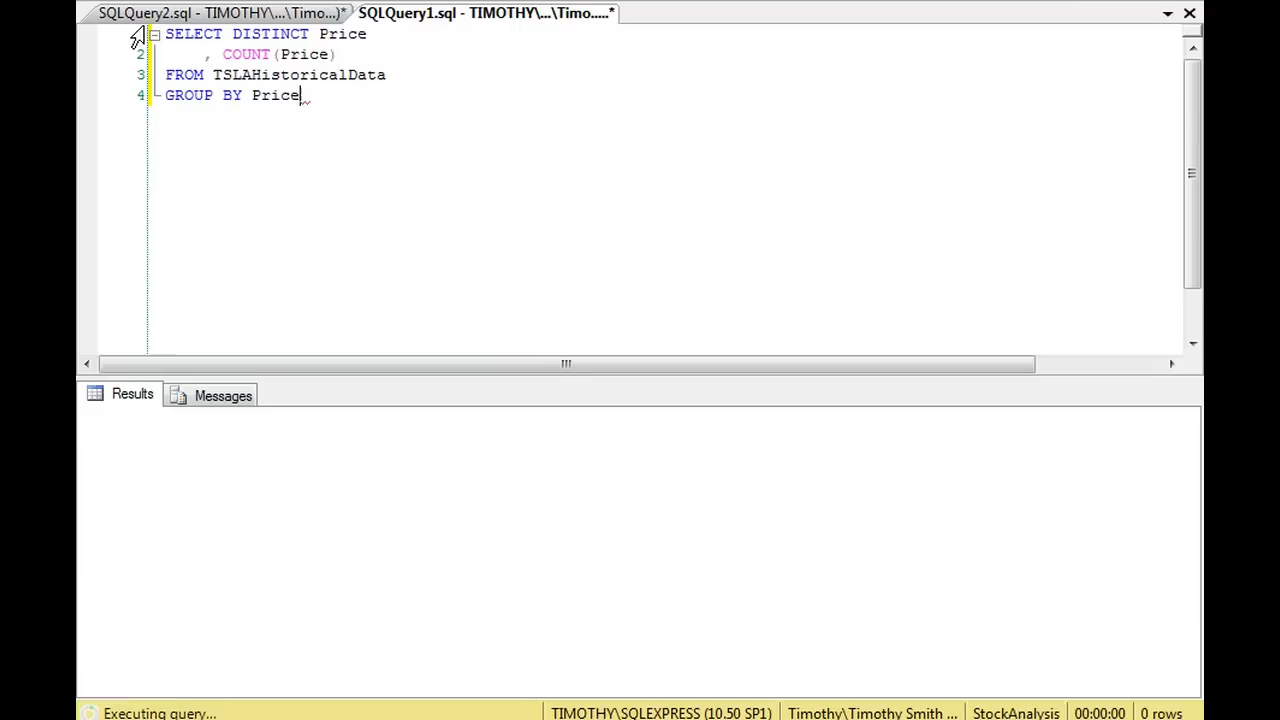 SQLQuery2.sql - TIMOTHY\...\Timo...)* SQLQuery1.sql - TIMOTHY\...\Timo.....*
SELECT DISTINCT Price
2 , COUNT(Price)
3 FROM TSLAHistoricalData
4 GROUP BY Price
Results Messages
Executing query... TIMOTHY\SQLEXPRESS (10.50 SP1) Timothy\Timothy Smith ... StockAnalysis 00:00:00 0 rows